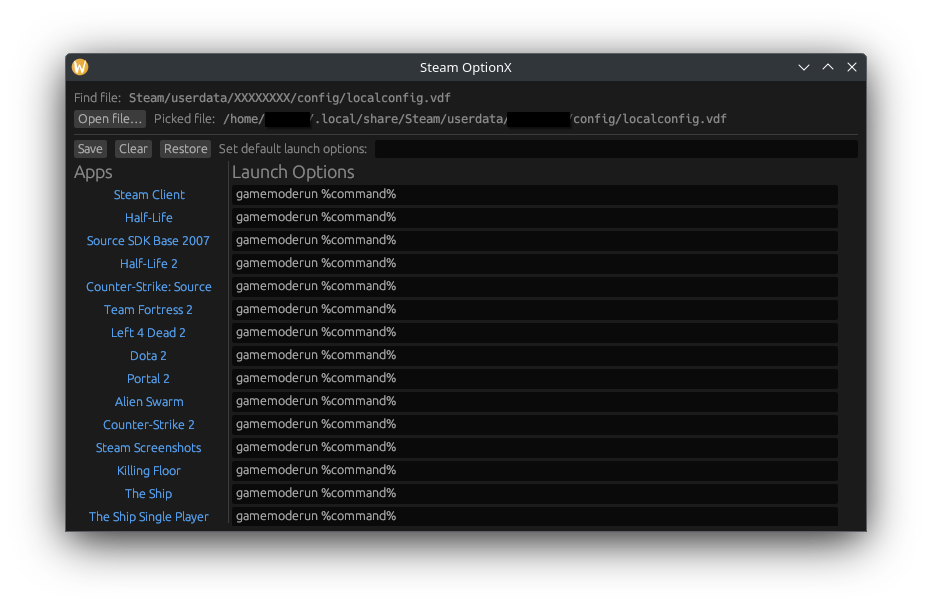 Steam OptionX
Find file: Steam/userdata/XXXXXXXX/config/localconfig.vdf
Open file... Picked file: /home/ /.local/share/Steam/userdata/ /config/localconfig.vdf
Save Clear Restore Set default launch options:
Apps Launch Options
Steam Client gamemoderun %command%
Half-Life gamemoderun %command%
Source SDK Base 2007 gamemoderun %command%
Half-Life 2 gamemoderun %command%
Counter-Strike: Source gamemoderun %command%
Team Fortress 2 gamemoderun %command%
Left 4 Dead 2 gamemoderun %command%
Dota 2 gamemoderun %command%
Portal 2 gamemoderun %command%
Alien Swarm gamemoderun %command%
Counter-Strike 2 gamemoderun %command%
Steam Screenshots gamemoderun %command%
Killing Floor gamemoderun %command%
The Ship gamemoderun %command%
The Ship Single Player gamemoderun %command%